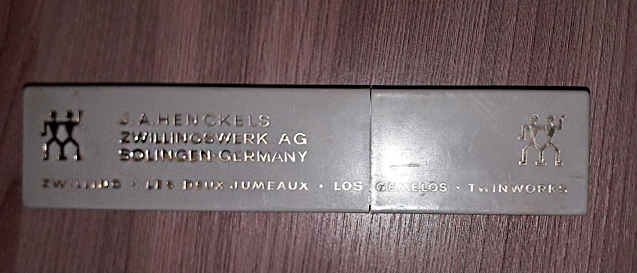 J.A.HENCKELS
ZWILLINGSWERK AG
SOLINGEN-GERMANY
ZWILLING · LES DEUX JUMEAUX · LOS GEMELOS · TWINWORKS